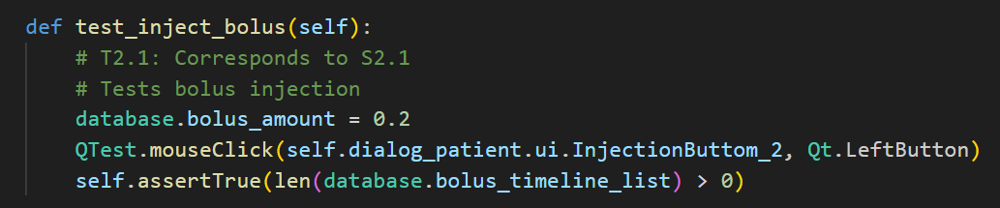 def test_inject_bolus(self):
    # T2.1: Corresponds to S2.1
    # Tests bolus injection
    database.bolus_amount = 0.2
    QTest.mouseClick(self.dialog_patient.ui.InjectionButtom_2, Qt.LeftButton)
    self.assertTrue(len(database.bolus_timeline_list) > 0)